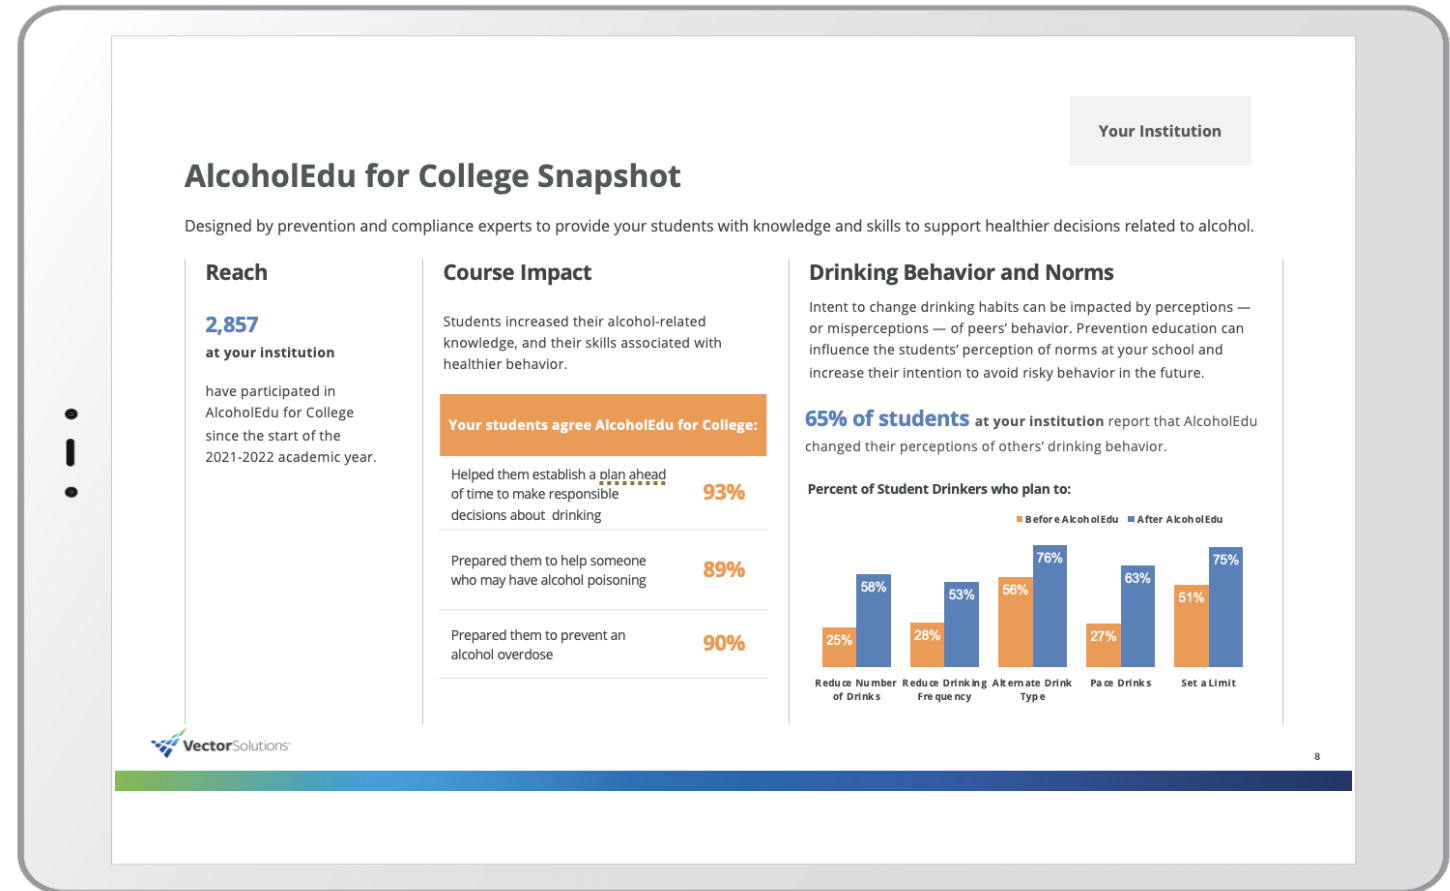 Your Institution
AlcoholEdu for College Snapshot
Designed by prevention and compliance experts to provide your students with knowledge and skills to support healthier decisions related to alcohol.
Reach
2,857
at your institution
have participated in
AlcoholEdu for College
since the start of the
2021-2022 academic year.
Course Impact
Students increased their alcohol-related
knowledge, and their skills associated with
healthier behavior.
Your students agree AlcoholEdu for College:
Helped them establish a plan ahead
of time to make responsible
decisions about drinking
93%
Prepared them to help someone
who may have alcohol poisoning
89%
Prepared them to prevent an
alcohol overdose
90%
Drinking Behavior and Norms
Intent to change drinking habits can be impacted by perceptions —
or misperceptions — of peers’ behavior. Prevention education can
influence the students’ perception of norms at your school and
increase their intention to avoid risky behavior in the future.
65% of students at your institution report that AlcoholEdu
changed their perceptions of others’ drinking behavior.
Percent of Student Drinkers who plan to:
Before AlcoholEdu After AlcoholEdu
25% 58% 28% 53% 56% 76% 27% 63% 51% 75%
Reduce Number Reduce Drinking Alternate Drink Pace Drinks Set a Limit
of Drinks Frequency Type
VectorSolutions
8